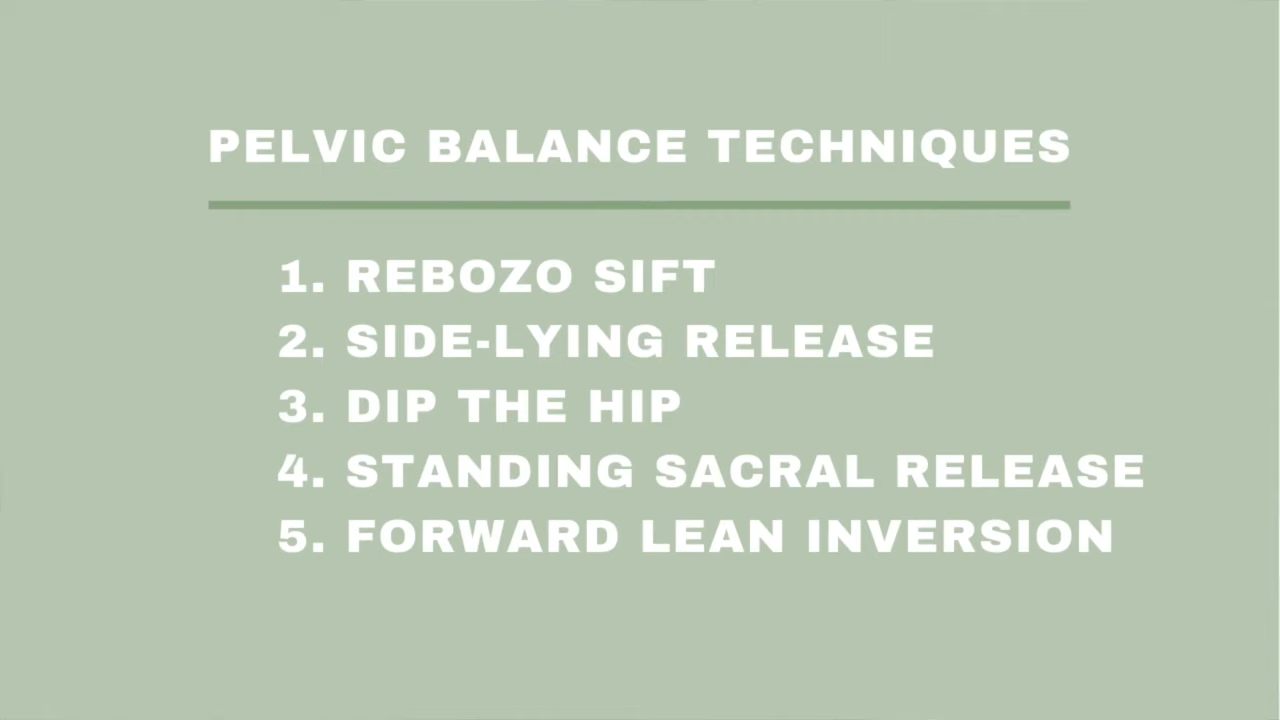 PELVIC BALANCE TECHNIQUES
1. REBOZO SIFT
2. SIDE-LYING RELEASE
3. DIP THE HIP
4. STANDING SACRAL RELEASE
5. FORWARD LEAN INVERSION